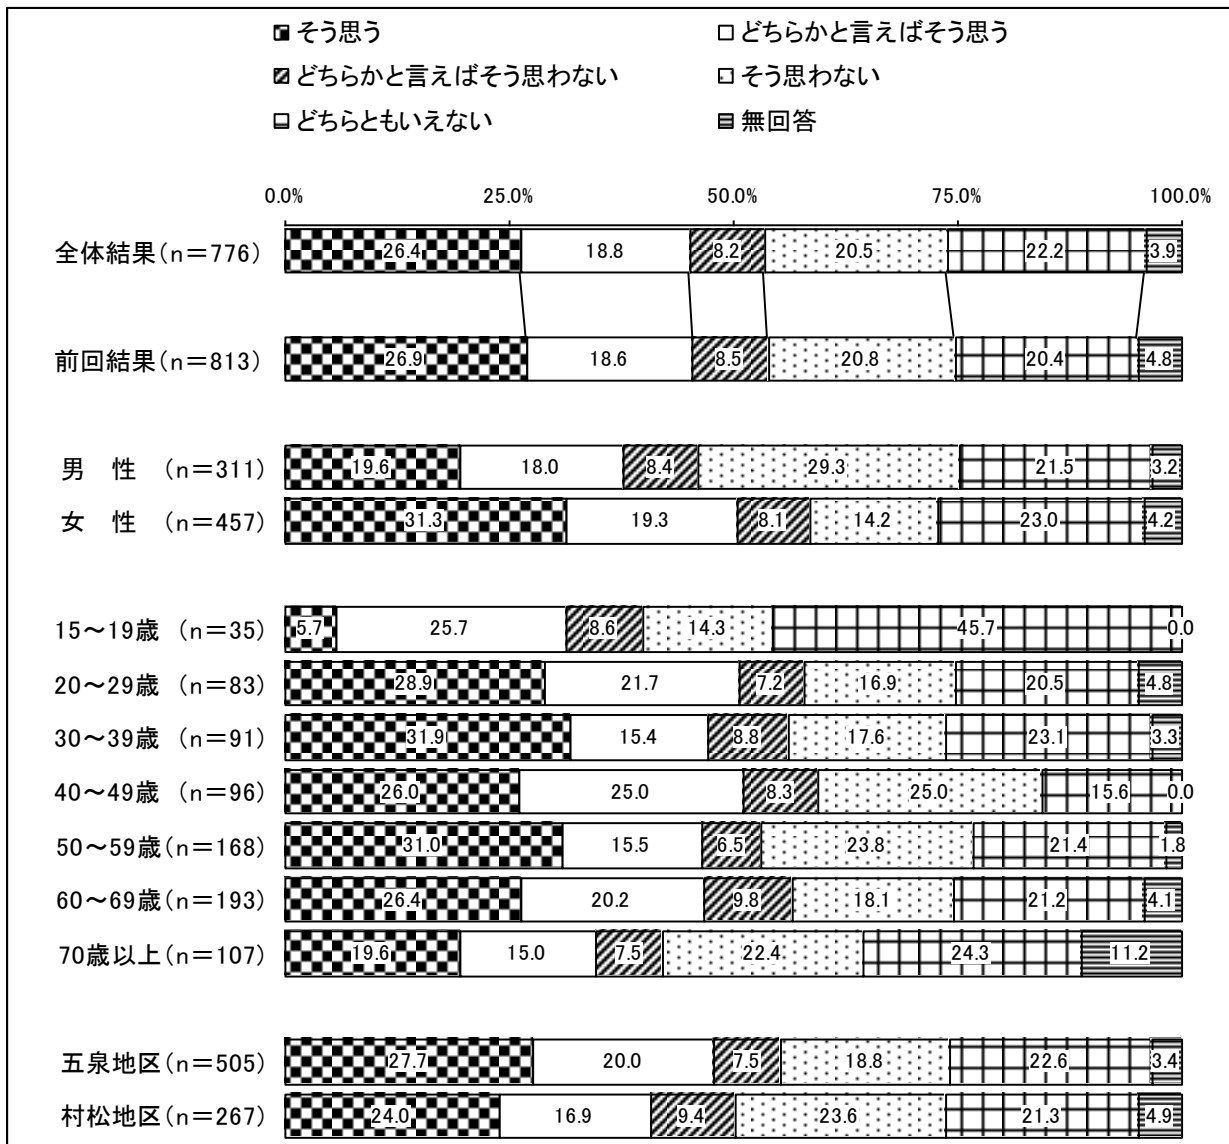 そう思う どちらかと言えばそう思う
どちらかと言えばそう思わない そう思わない
どちらともいえない 無回答
0.0% 25.0% 50.0% 75.0% 100.0%
全体結果(n=776) 26.4 18.8 8.2 20.5 22.2 3.9
前回結果(n=813) 26.9 18.6 8.5 20.8 20.4 4.8
男 性 (n=311) 19.6 18.0 8.4 29.3 21.5 3.2
女 性 (n=457) 31.3 19.3 8.1 14.2 23.0 4.2
15~19歳 (n=35) 5.7 25.7 8.6 14.3 45.7 0.0
20~29歳 (n=83) 28.9 21.7 7.2 16.9 20.5 4.8
30~39歳 (n=91) 31.9 15.4 8.8 17.6 23.1 3.3
40~49歳 (n=96) 26.0 25.0 8.3 25.0 15.6 0.0
50~59歳(n=168) 31.0 15.5 6.5 23.8 21.4 1.8
60~69歳(n=193) 26.4 20.2 9.8 18.1 21.2 4.1
70歳以上(n=107) 19.6 15.0 7.5 22.4 24.3 11.2
五泉地区(n=505) 27.7 20.0 7.5 18.8 22.6 3.4
村松地区(n=267) 24.0 16.9 9.4 23.6 21.3 4.9